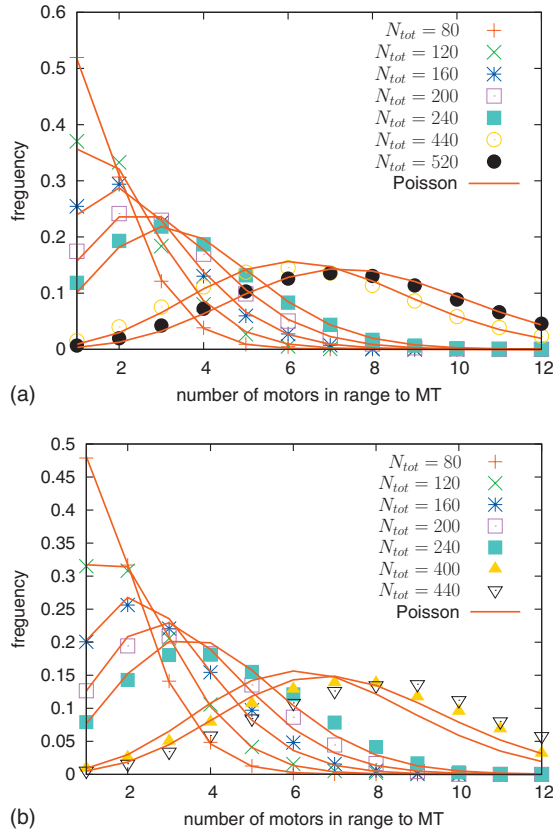 0.6
0.5
0.4
0.3
0.2
0.1
0
freguency
N_tot = 80
N_tot = 120
N_tot = 160
N_tot = 200
N_tot = 240
N_tot = 440
N_tot = 520
Poisson
2 4 6 8 10 12
number of motors in range to MT
(a)
0.5
0.45
0.4
0.35
0.3
0.25
0.2
0.15
0.1
0.05
0
freguency
N_tot = 80
N_tot = 120
N_tot = 160
N_tot = 200
N_tot = 240
N_tot = 400
N_tot = 440
Poisson
2 4 6 8 10 12
number of motors in range to MT
(b)